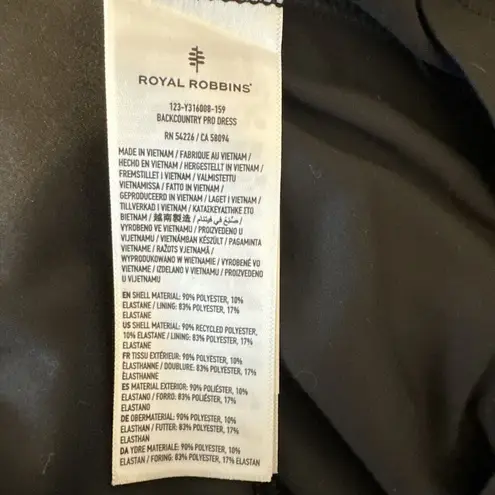 ROYAL ROBBINS®
123-Y316008-159
BACKCOUNTRY PRO DRESS
RN 54226 / CA 58094
MADE IN VIETNAM / FABRIQUE AU VIETNAM /
HECHO EN VIETNAM / HERGESTELLT IN VIETNAM /
FREMSTILLET I VIETNAM / VALMISTETTU
VIETNAMISSA / FATTO IN VIETNAM /
GEPRODUCEERD IN VIETNAM / LAGET I VIETNAM /
TILLVERKAD I VIETNAM / ΚΑΤΑΣΚΕΥΑΣΤΗΚΕ ΣΤΟ
ΒΙΕΤΝΑΜ / 越南製造 / صنع في فيتنام /
VYROBENO VE VIETNAMU / PROIZVEDENO U
VIJETNAMU / VIETNÁMBAN KÉSZÜLT / PAGAMINTA
VIETNAME / RAŽOTS VJETNAMĀ /
WYPRODUKOWANO W WIETNAMIE / VYROBENÉ VO
VIETNAME / IZDELANO V VIETNAMU / PROIZVEDENO
U VIJETNAMU
EN SHELL MATERIAL: 90% POLYESTER, 10%
ELASTANE / LINING: 83% POLYESTER, 17%
ELASTANE
US SHELL MATERIAL: 90% RECYCLED POLYESTER,
10% ELASTANE / LINING: 83% POLYESTER, 17%
ELASTANE
FR TISSU EXTÉRIEUR: 90% POLYESTER, 10%
ÉLASTHANNE / DOUBLURE: 83% POLYESTER, 17%
ÉLASTHANNE
ES MATERIAL EXTERIOR: 90% POLIÉSTER, 10%
ELASTANO / FORRO: 83% POLIÉSTER, 17%
ELASTANO
DE OBERMATERIAL: 90% POLYESTER, 10%
ELASTHAN / FUTTER: 83% POLYESTER, 17%
ELASTHAN
DA YDRE MATERIALE: 90% POLYESTER, 10%
ELASTAN / FORING: 83% POLYESTER, 17% ELASTAN